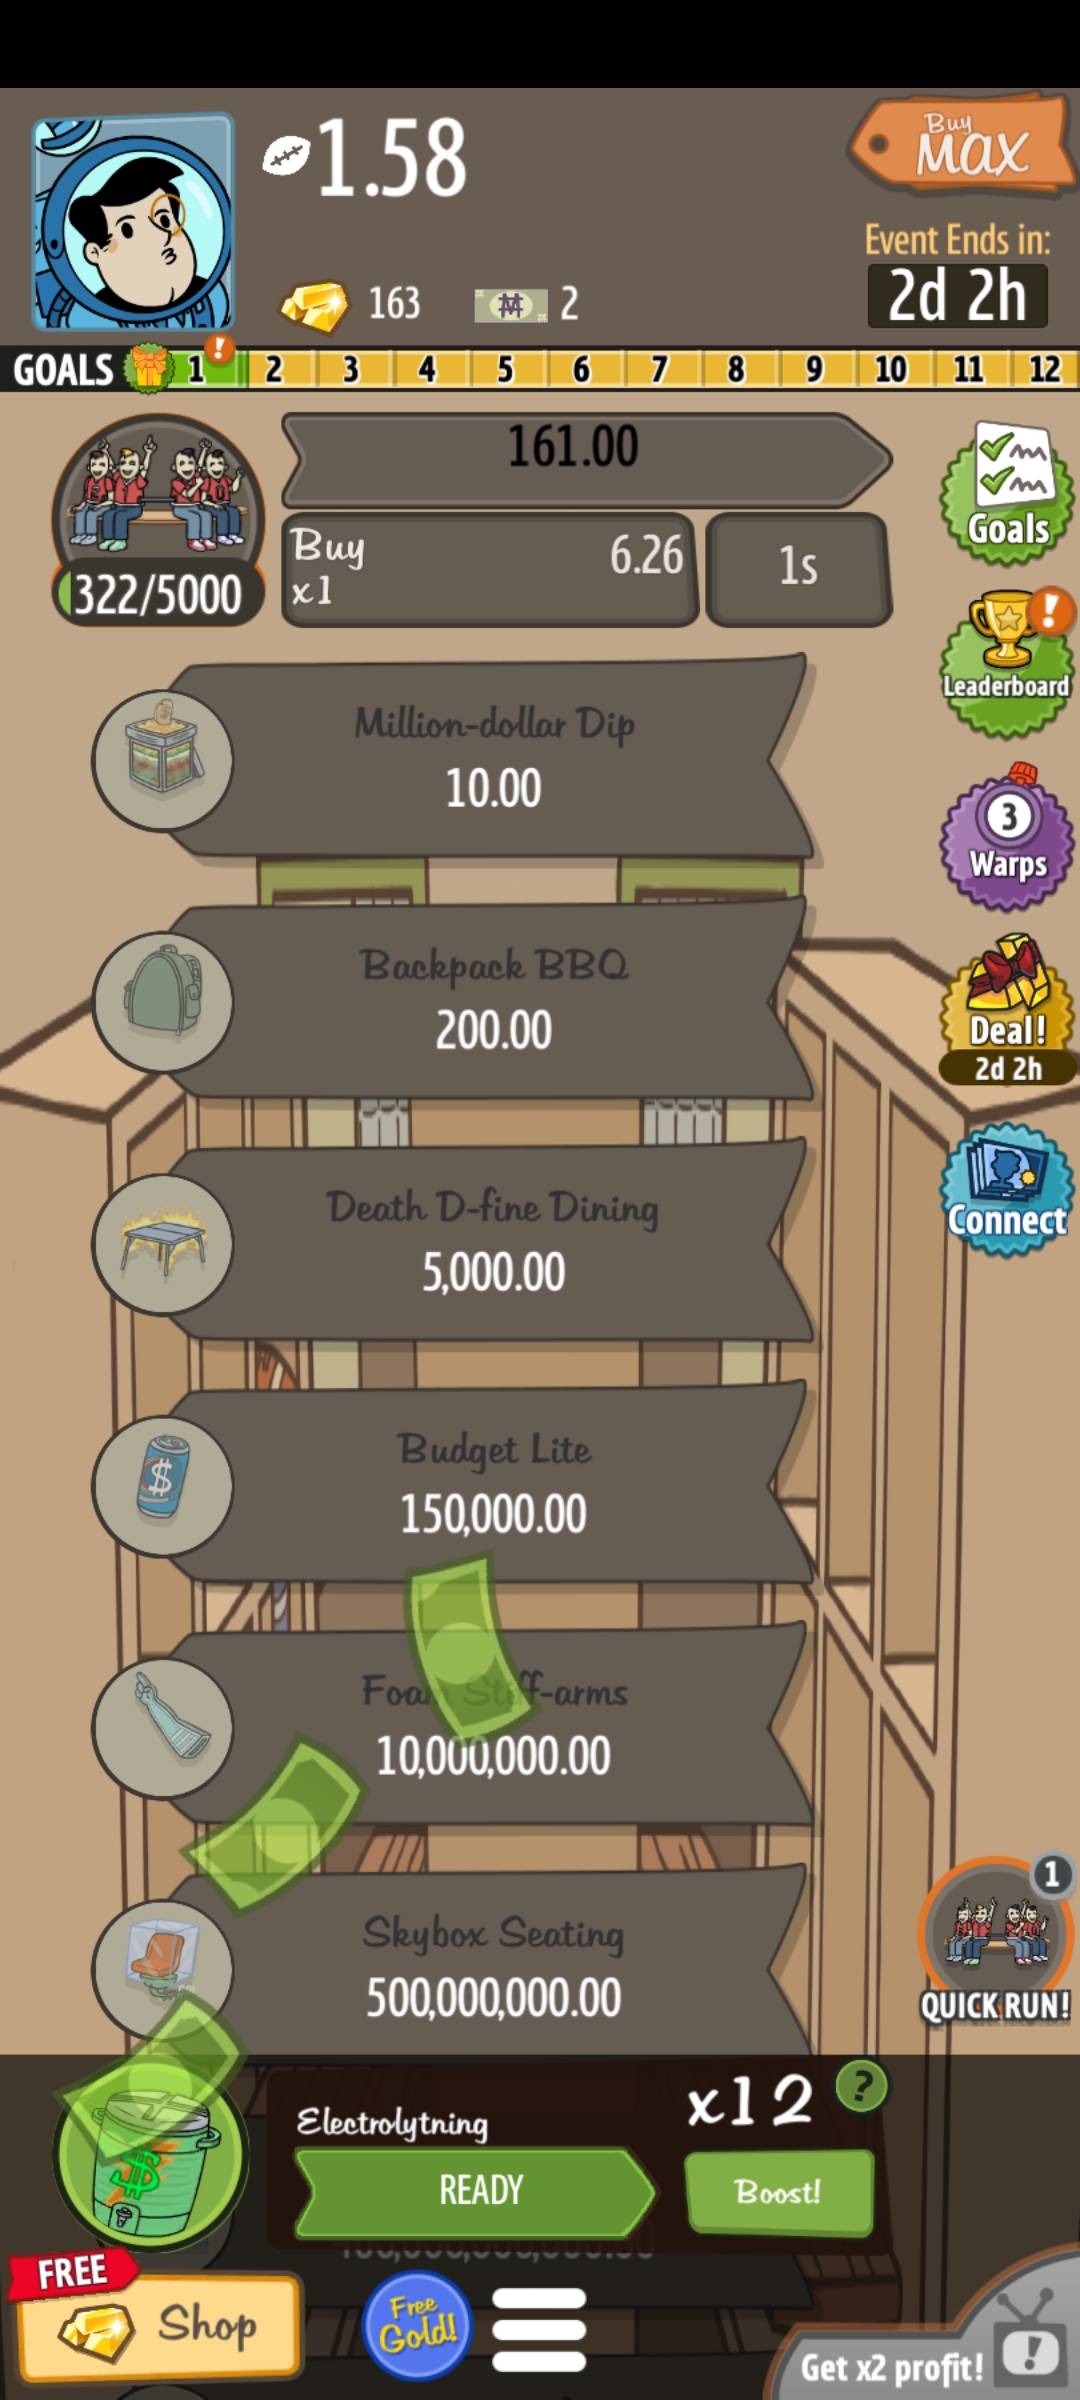 1.58
Buy
MAX
Event Ends in:
2d 2h
163
2
GOALS 1 ! 2 3 4 5 6 7 8 9 10 11 12
161.00
Buy
x1
6.26
1s
322/5000
Goals
!
Leaderboard
Million-dollar Dip
10.00
3
Warps
Backpack BBQ
200.00
Deal!
2d 2h
Death D-fine Dining
5,000.00
Connect
Budget Lite
150,000.00
Foam Stiff-arms
10,000,000.00
Skybox Seating
500,000,000.00
1
QUICK RUN!
Electrolytning
x12
?
READY
Boost!
FREE
Shop
Free
Gold!
Get x2 profit!
!